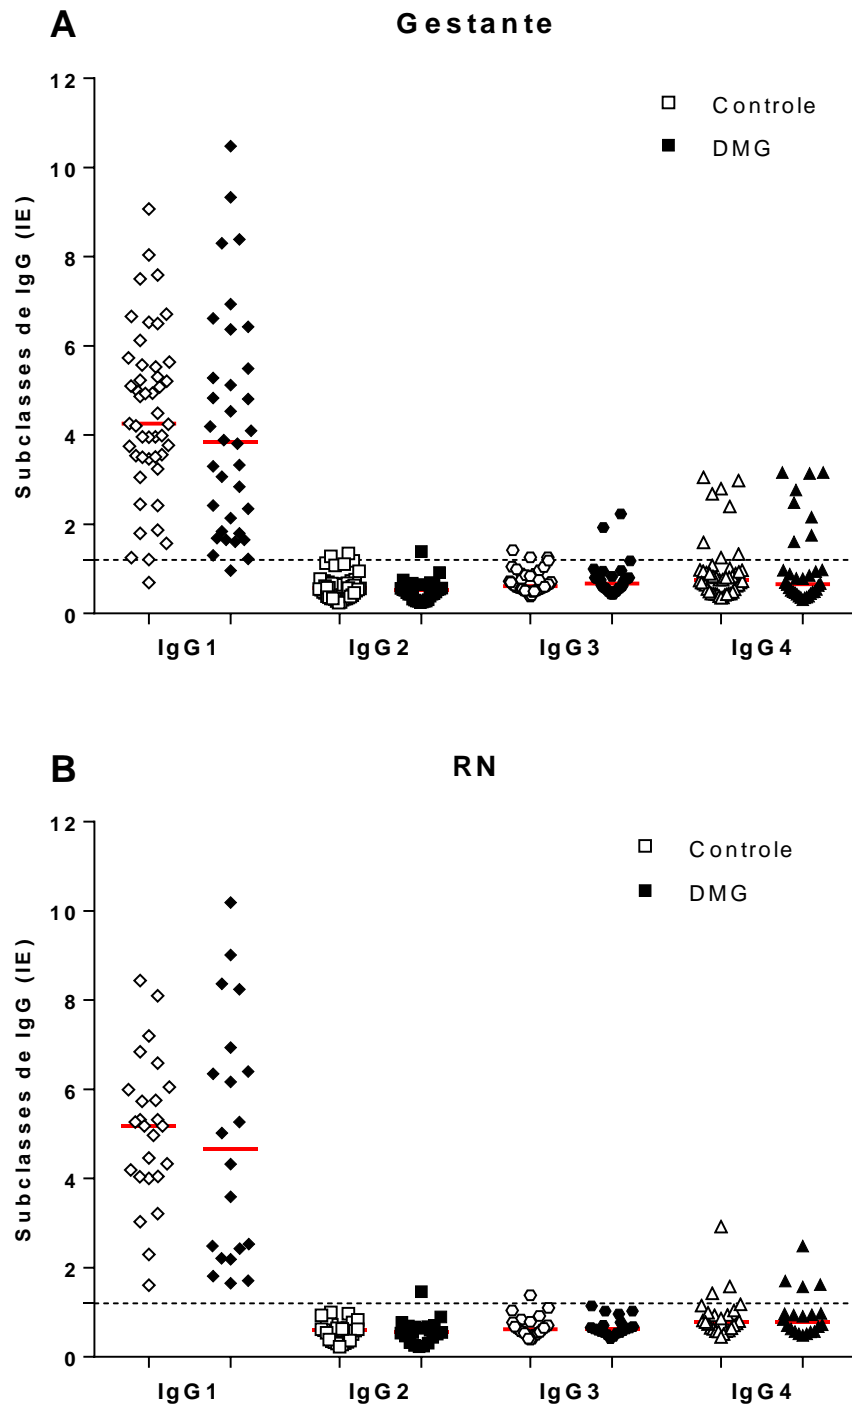 A
Gestante
Subclasses de IgG (IE)
12
10
8
6
4
2
0
Controle
DMG
IgG1 IgG2 IgG3 IgG4
B
RN
Subclasses de IgG (IE)
12
10
8
6
4
2
0
Controle
DMG
IgG1 IgG2 IgG3 IgG4